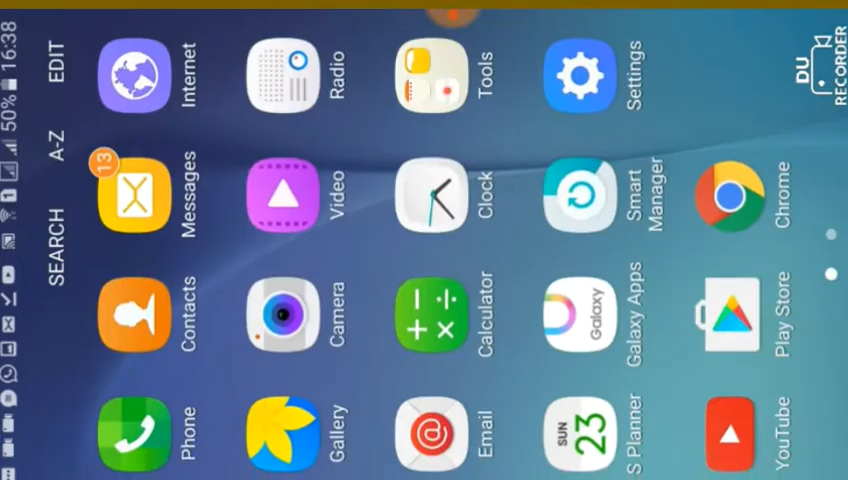 50% 16:38
SEARCH A-Z EDIT
13
Phone Contacts Messages Internet
Gallery Camera Video Radio
@
Email Calculator Clock Tools
SUN
23
Galaxy
S Planner Galaxy Apps Smart Manager Settings
YouTube Play Store Chrome
DU
RECORDER